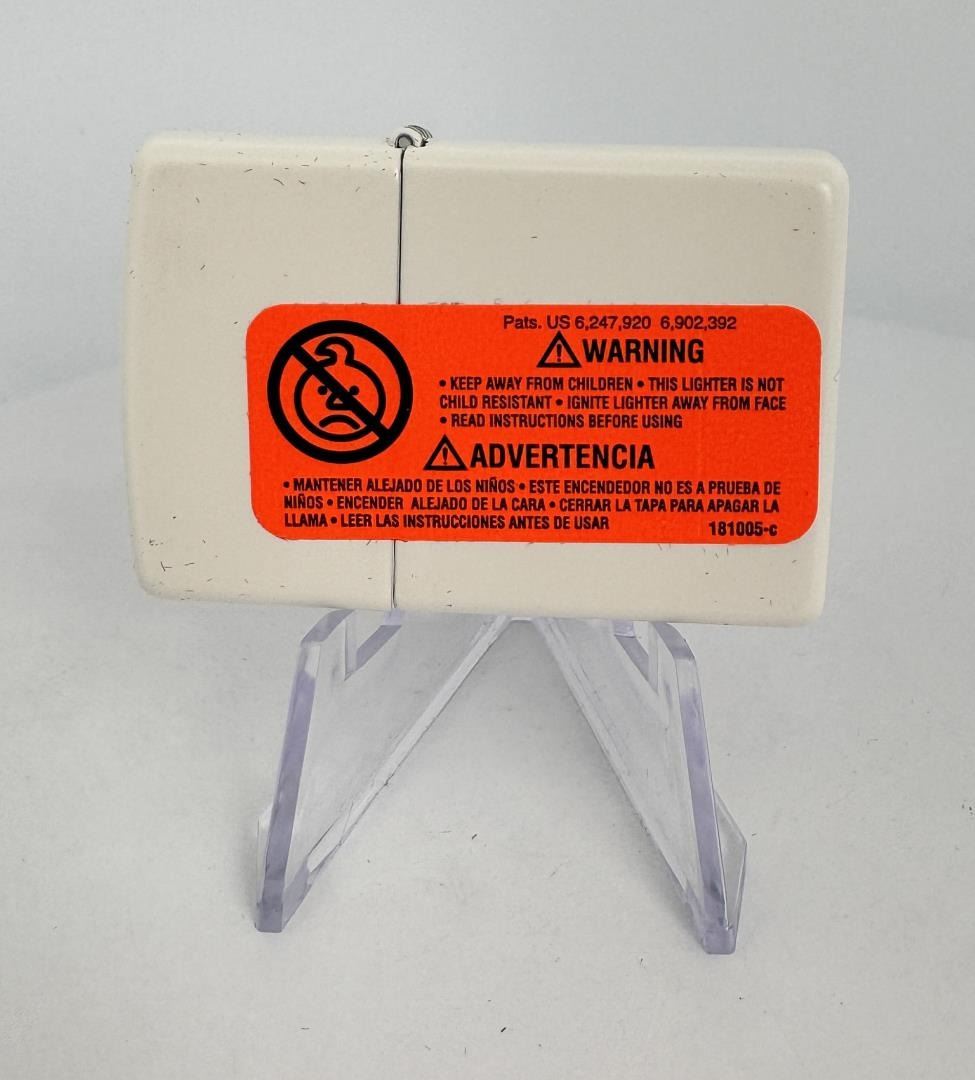 Pats. US 6,247,920 6,902,392
WARNING
• KEEP AWAY FROM CHILDREN • THIS LIGHTER IS NOT
CHILD RESISTANT • IGNITE LIGHTER AWAY FROM FACE
• READ INSTRUCTIONS BEFORE USING
ADVERTENCIA
• MANTENER ALEJADO DE LOS NIÑOS • ESTE ENCENDEDOR NO ES A PRUEBA DE
NIÑOS • ENCENDER ALEJADO DE LA CARA • CERRAR LA TAPA PARA APAGAR LA
LLAMA • LEER LAS INSTRUCCIONES ANTES DE USAR 181005-c